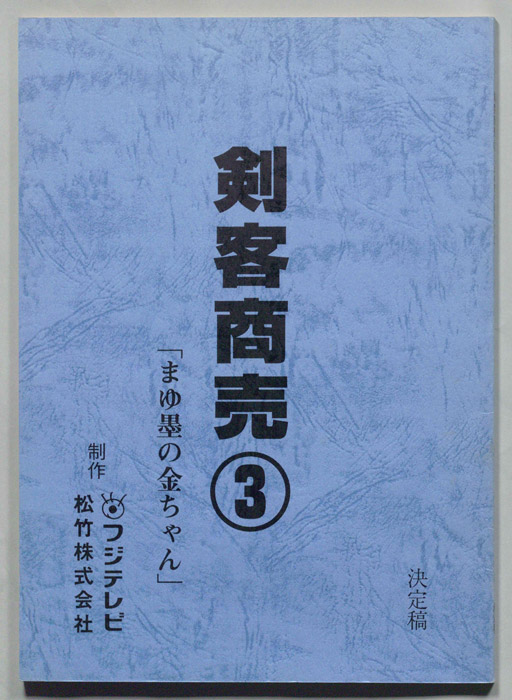 決定稿
剣客商売③
「まゆ墨の金ちゃん」
制作
フジテレビ
松竹株式会社